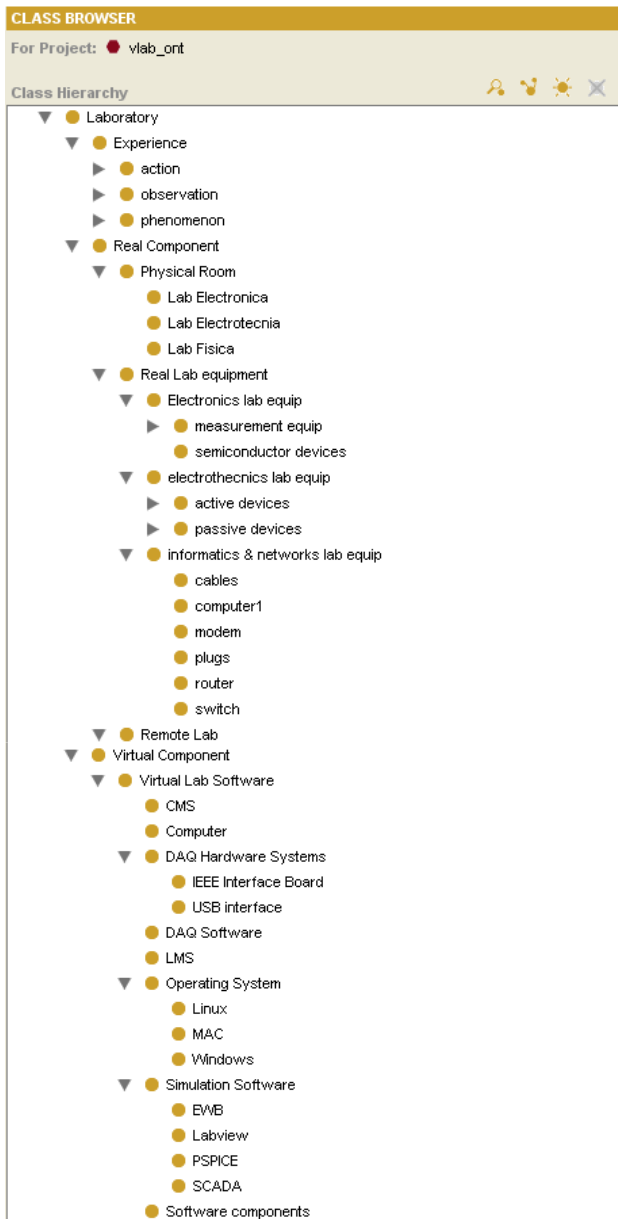 CLASS BROWSER
For Project: vlab_ont
Class Hierarchy
Laboratory
Experience
action
observation
phenomenon
Real Component
Physical Room
Lab Electronica
Lab Electrotecnia
Lab Fisica
Real Lab equipment
Electronics lab equip
measurement equip
semiconductor devices
electrothecnics lab equip
active devices
passive devices
informatics & networks lab equip
cables
computer1
modem
plugs
router
switch
Remote Lab
Virtual Component
Virtual Lab Software
CMS
Computer
DAQ Hardware Systems
IEEE Interface Board
USB interface
DAQ Software
LMS
Operating System
Linux
MAC
Windows
Simulation Software
EWB
Labview
PSPICE
SCADA
Software components